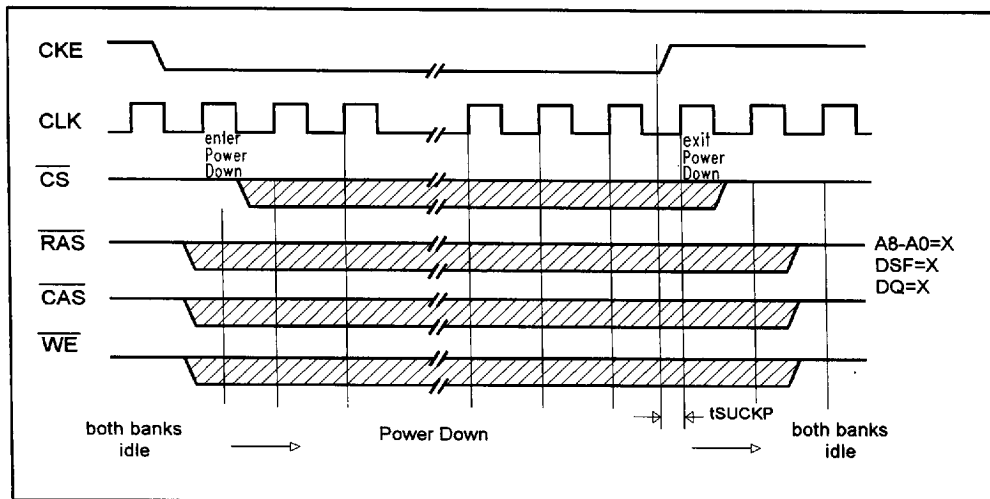 CKE
CLK
enter
Power
Down
exit
Power
Down
CS
RAS
A8-A0=X
DSF=X
DQ=X
CAS
WE
tSUCKP
both banks
idle
Power Down
both banks
idle